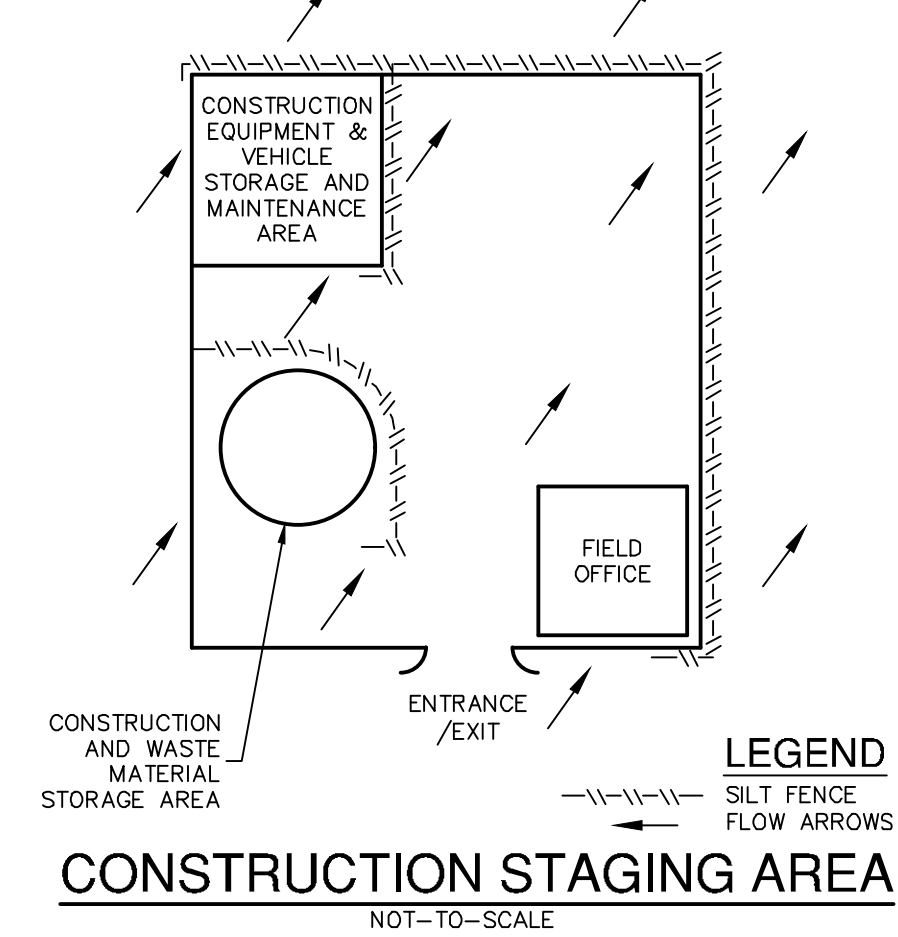 CONSTRUCTION
EQUIPMENT &
VEHICLE
STORAGE AND
MAINTENANCE
AREA
FIELD
OFFICE
ENTRANCE
/EXIT
CONSTRUCTION
AND WASTE
MATERIAL
STORAGE AREA
LEGEND
SILT FENCE
FLOW ARROWS
CONSTRUCTION STAGING AREA
NOT-TO-SCALE